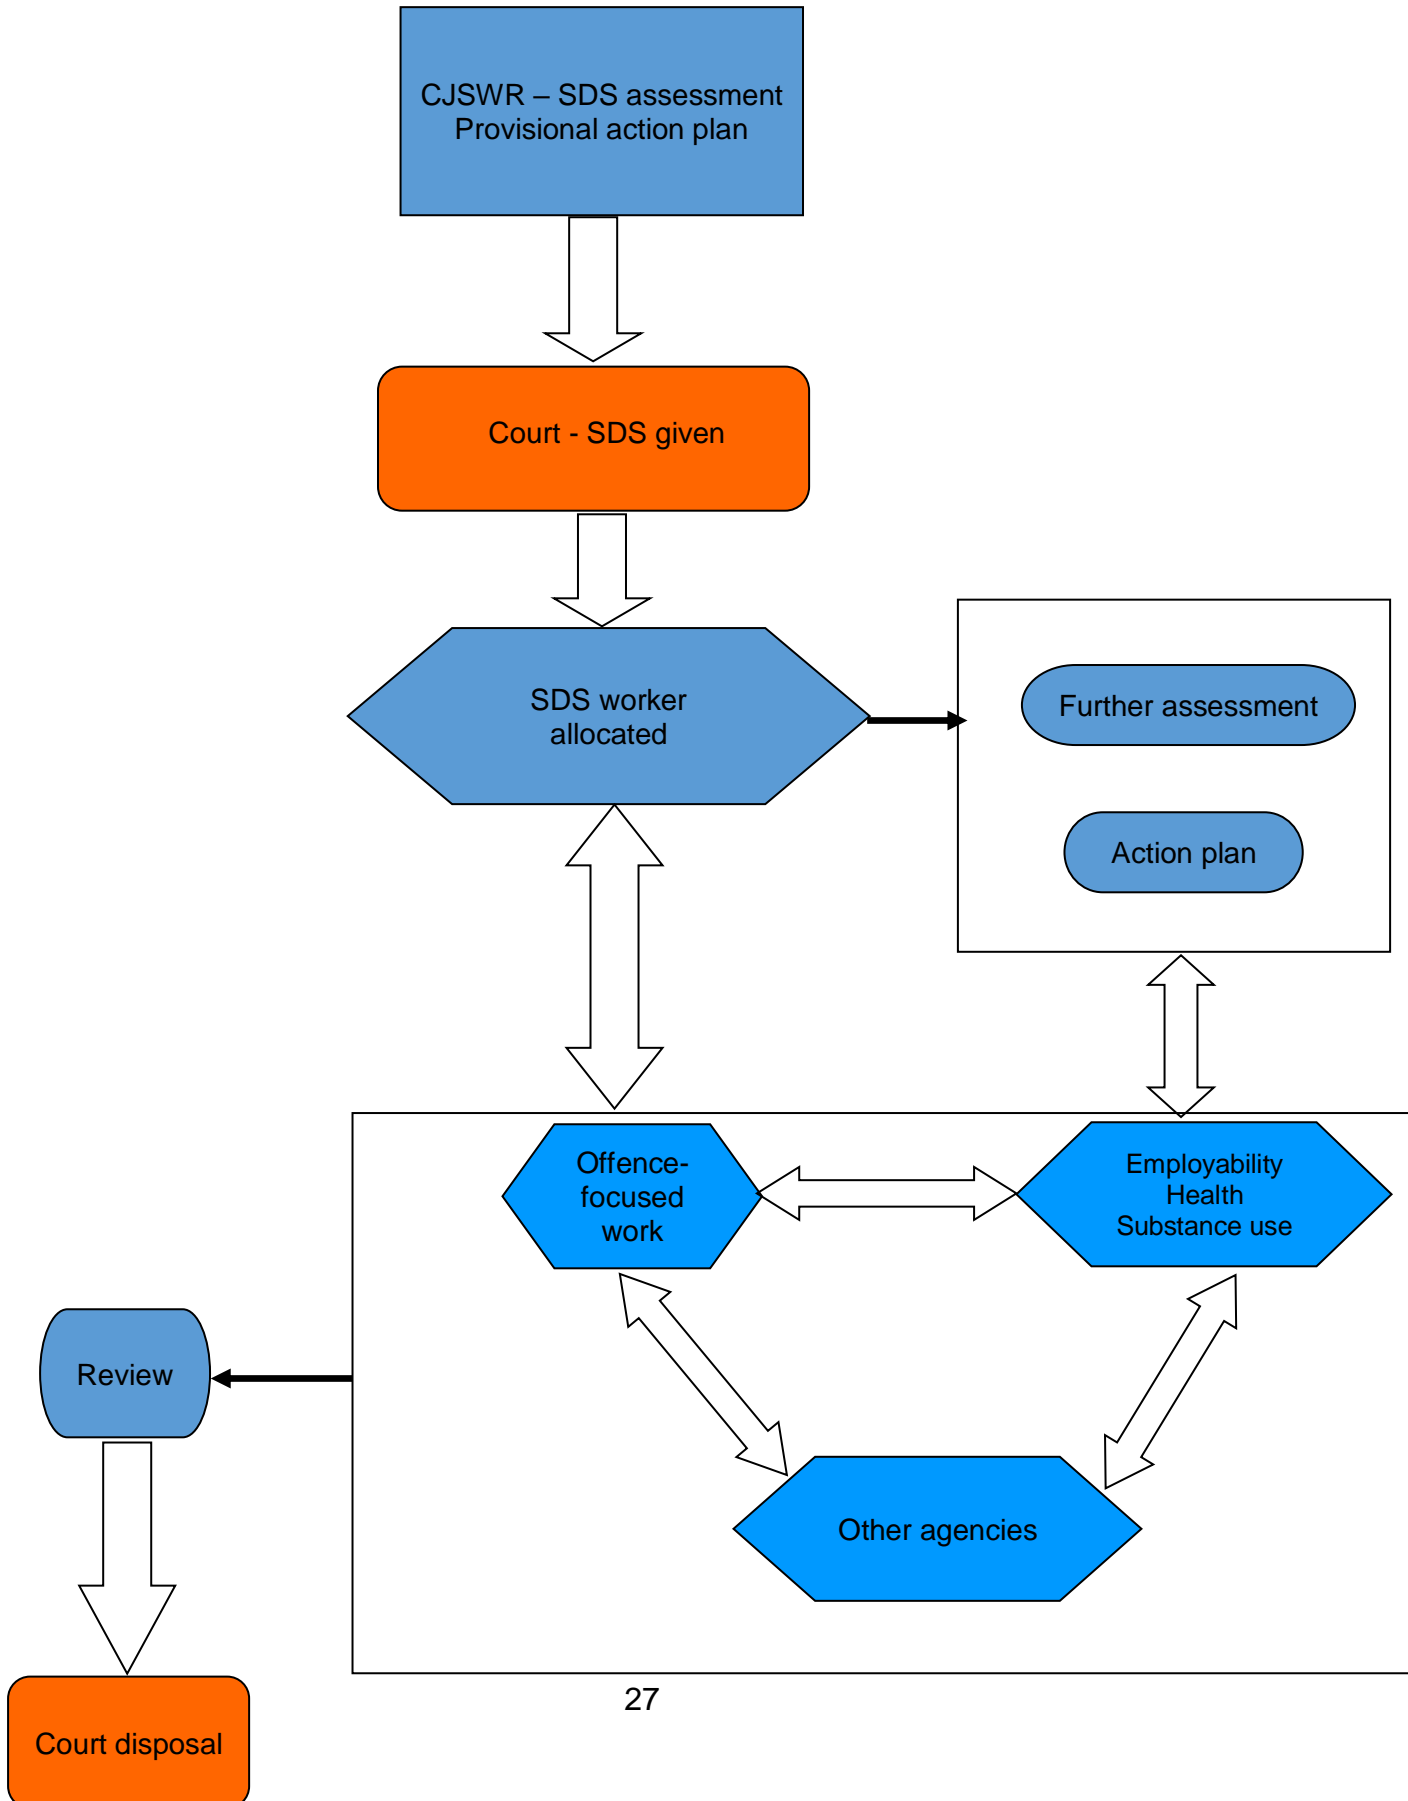 CJSWR – SDS assessment
Provisional action plan
Court - SDS given
SDS worker
allocated
Further assessment
Action plan
Offence-
focused
work
Employability
Health
Substance use
Review
Other agencies
27
Court disposal